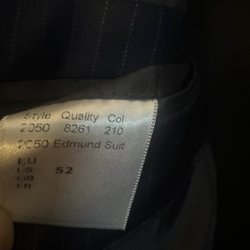 Style Quality Col
2050 8261 210
2050 Edmund Suit
EU
US 52
GB
FR